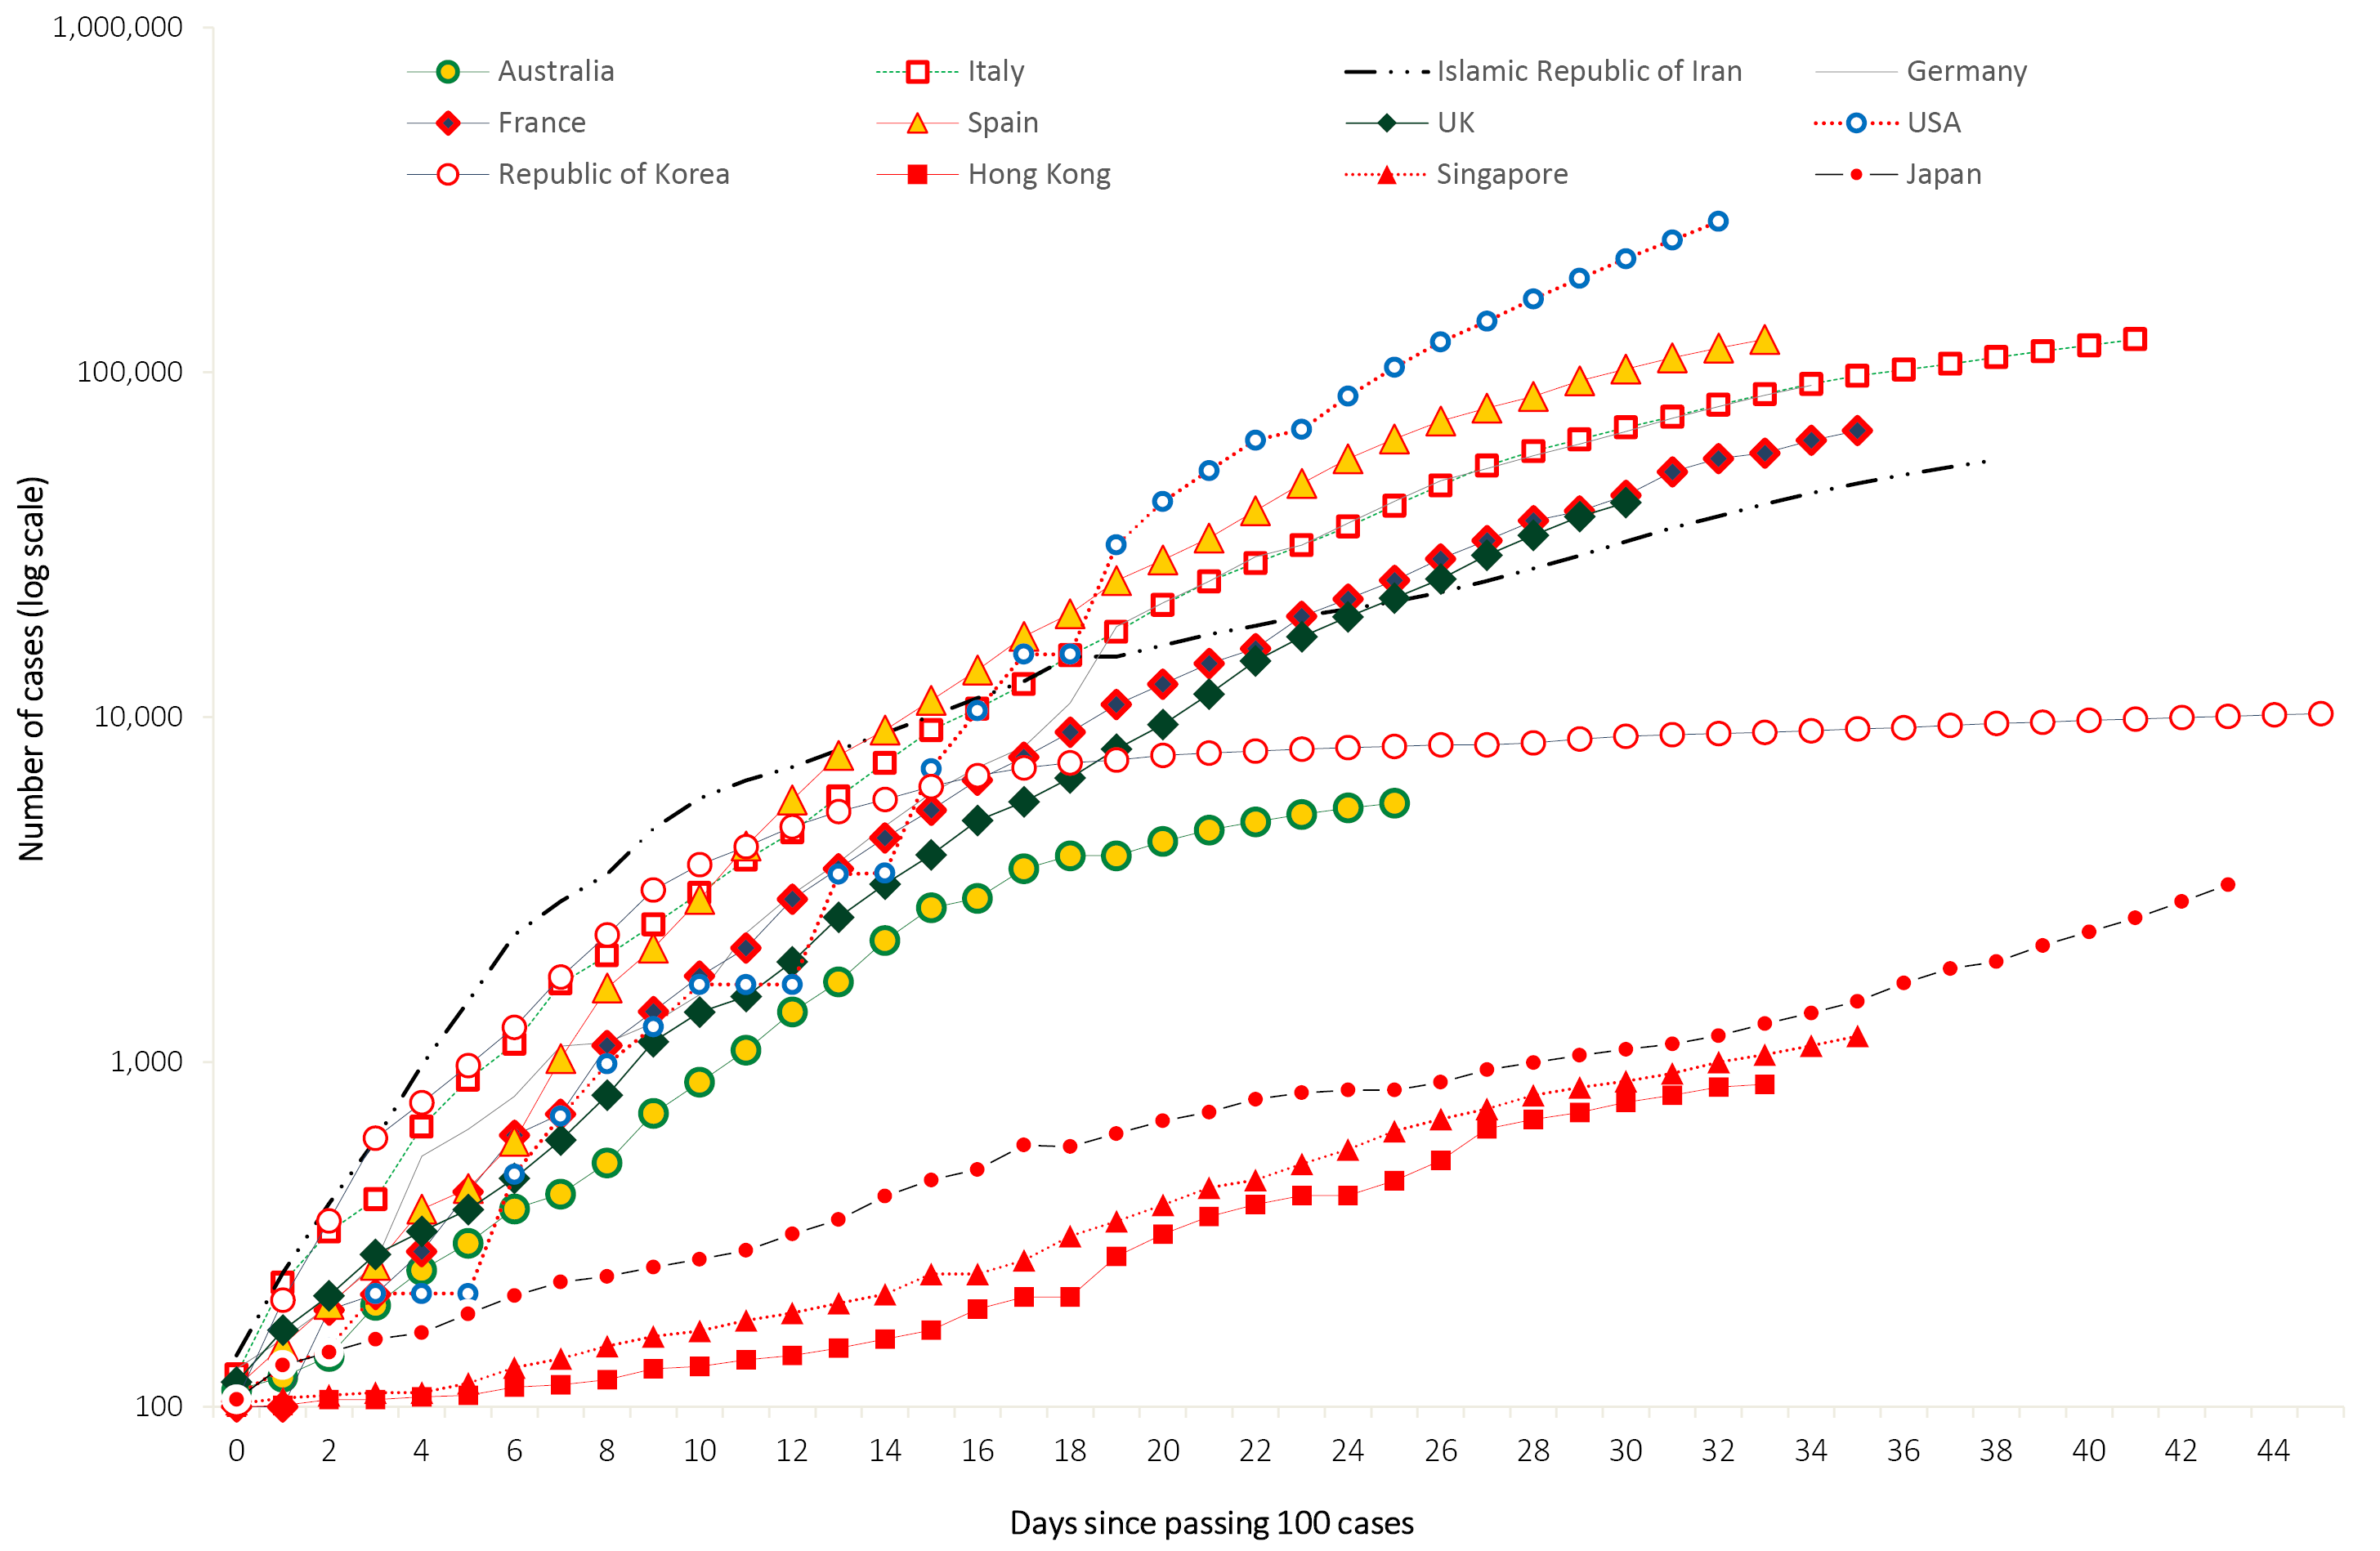 1,000,000
Australia Italy Islamic Republic of Iran Germany
France Spain UK USA
Republic of Korea Hong Kong Singapore Japan
100,000
Number of cases (log scale)
10,000
1,000
100
0 2 4 6 8 10 12 14 16 18 20 22 24 26 28 30 32 34 36 38 40 42 44
Days since passing 100 cases